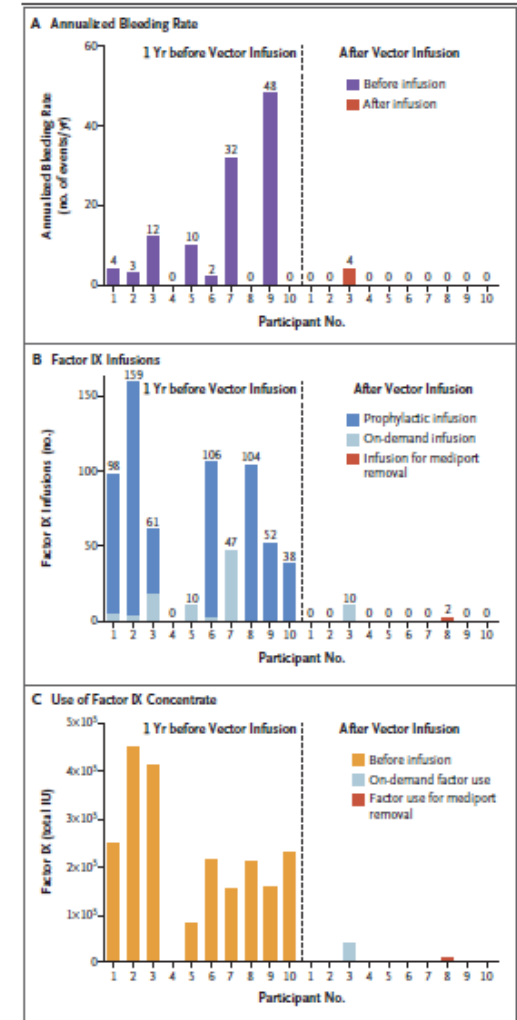 A Annualized Bleeding Rate
1 Yr before Vector Infusion
After Vector Infusion
Before infusion
After infusion
Annualized Bleeding Rate
(no. of events/yr)
60
40
20
0
4 3 12 0 10 2 32 0 48 0 0 0 4 0 0 0 0 0 0 0
1 2 3 4 5 6 7 8 9 10 1 2 3 4 5 6 7 8 9 10
Participant No.
B Factor IX Infusions
1 Yr before Vector Infusion
After Vector Infusion
Prophylactic infusion
On-demand infusion
Infusion for mediport
removal
Factor IX Infusions (no.)
150
100
50
0
98 159 61 0 10 106 47 104 52 38 0 0 10 0 0 0 0 2 0 0
1 2 3 4 5 6 7 8 9 10 1 2 3 4 5 6 7 8 9 10
Participant No.
C Use of Factor IX Concentrate
1 Yr before Vector Infusion
After Vector Infusion
Before infusion
On-demand factor use
Factor use for mediport
removal
Factor IX (total IU)
5×10⁵
4×10⁵
3×10⁵
2×10⁵
1×10⁵
0
1 2 3 4 5 6 7 8 9 10 1 2 3 4 5 6 7 8 9 10
Participant No.